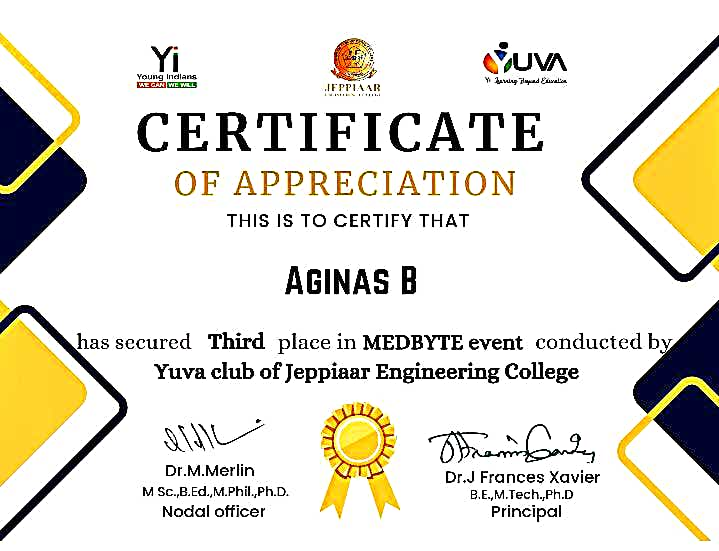 Yi
Young Indians
WE CAN WE WILL
JEPPIAAR
YUVA
Yi Learning Beyond Education
CERTIFICATE
OF APPRECIATION
THIS IS TO CERTIFY THAT
AGINAS B
has secured Third place in MEDBYTE event conducted by
Yuva club of Jeppiaar Engineering College
Dr.M.Merlin
M Sc.,B.Ed.,M.Phil.,Ph.D.
Nodal officer
Dr.J Frances Xavier
B.E.,M.Tech.,Ph.D
Principal